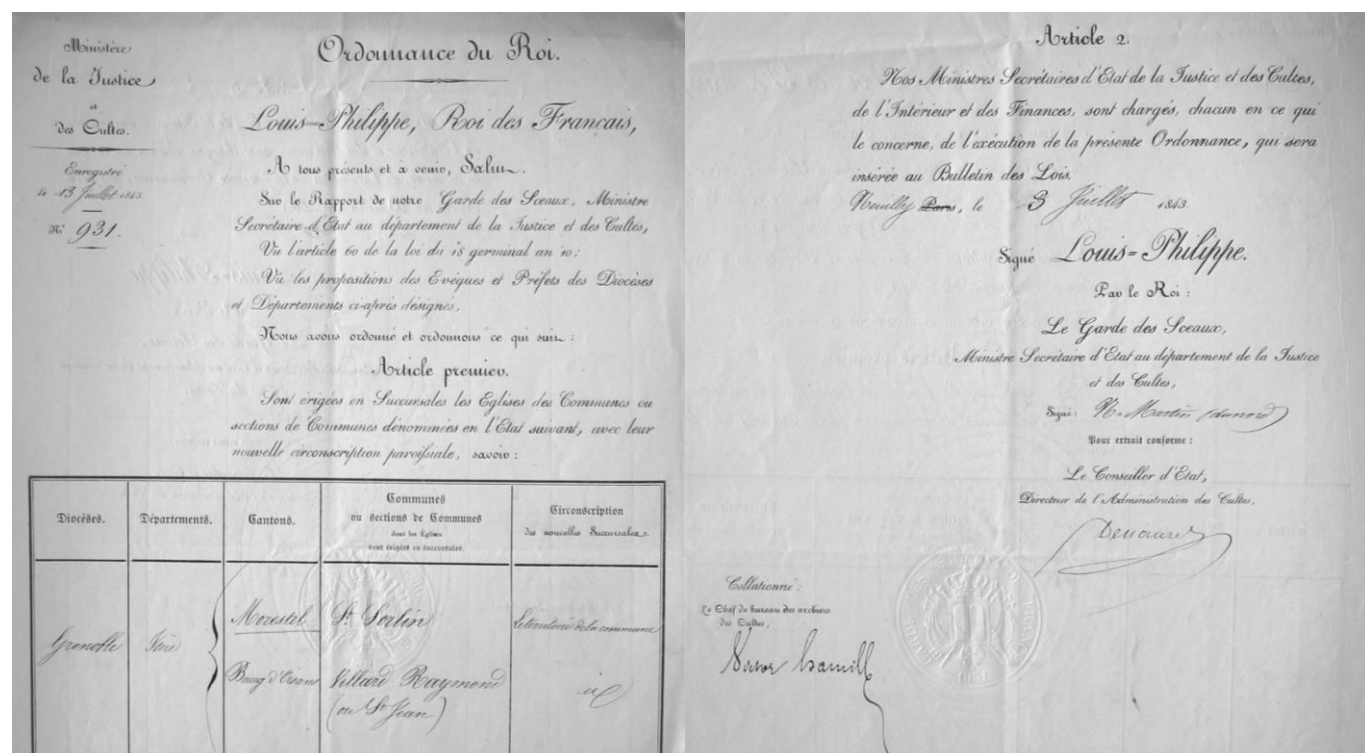 Ministère
de la Justice
et
des Cultes.
Enregistré
le 13 Juillet 1843.
N° 931.
Ordonnance du Roi.
Louis-Philippe, Roi des Français,
A tous présents et à venir, Salut.
Sur le Rapport de notre Garde des Sceaux, Ministre
Secrétaire d'Etat au département de la Justice et des Cultes,
Vu l'article 60 de la loi du 18 germinal an 10;
Vu les propositions des Evêques et Préfets des Diocèses
et Départements ci-après désignés,
Nous avons ordonné et ordonnons ce qui suit :
Article premier.
Sont érigées en Succursales les Eglises des Communes ou
sections de Communes dénommées en l'Etat suivant, avec leur
nouvelle circonscription paroissiale, savoir :
Diocèses.
Départements.
Cantons.
Communes
ou sections de Communes
dont les Eglises
sont érigées en succursales.
Circonscription
des nouvelles Succursales.
Grenoble
Isère
Morestel
St Sorlin
Le territoire de la commune
Bourg d'Oisans
Villard Raymond
(ou St Jean)
Article 2.
Nos Ministres Secrétaires d'Etat de la Justice et des Cultes,
de l'Intérieur et des Finances, sont chargés, chacun en ce qui
le concerne, de l'exécution de la présente Ordonnance, qui sera
insérée au Bulletin des Lois.
Neuilly Paris, le 3 Juillet 1843.
Signé Louis=Philippe.
Par le Roi :
Le Garde des Sceaux,
Ministre Secrétaire d'Etat au département de la Justice
et des Cultes,
Signé : N. Martin (du nord)
Pour extrait conforme :
Le Conseiller d'Etat,
Directeur de l'Administration des Cultes,
Collationné :
Le Chef de bureau des archives
des Cultes,